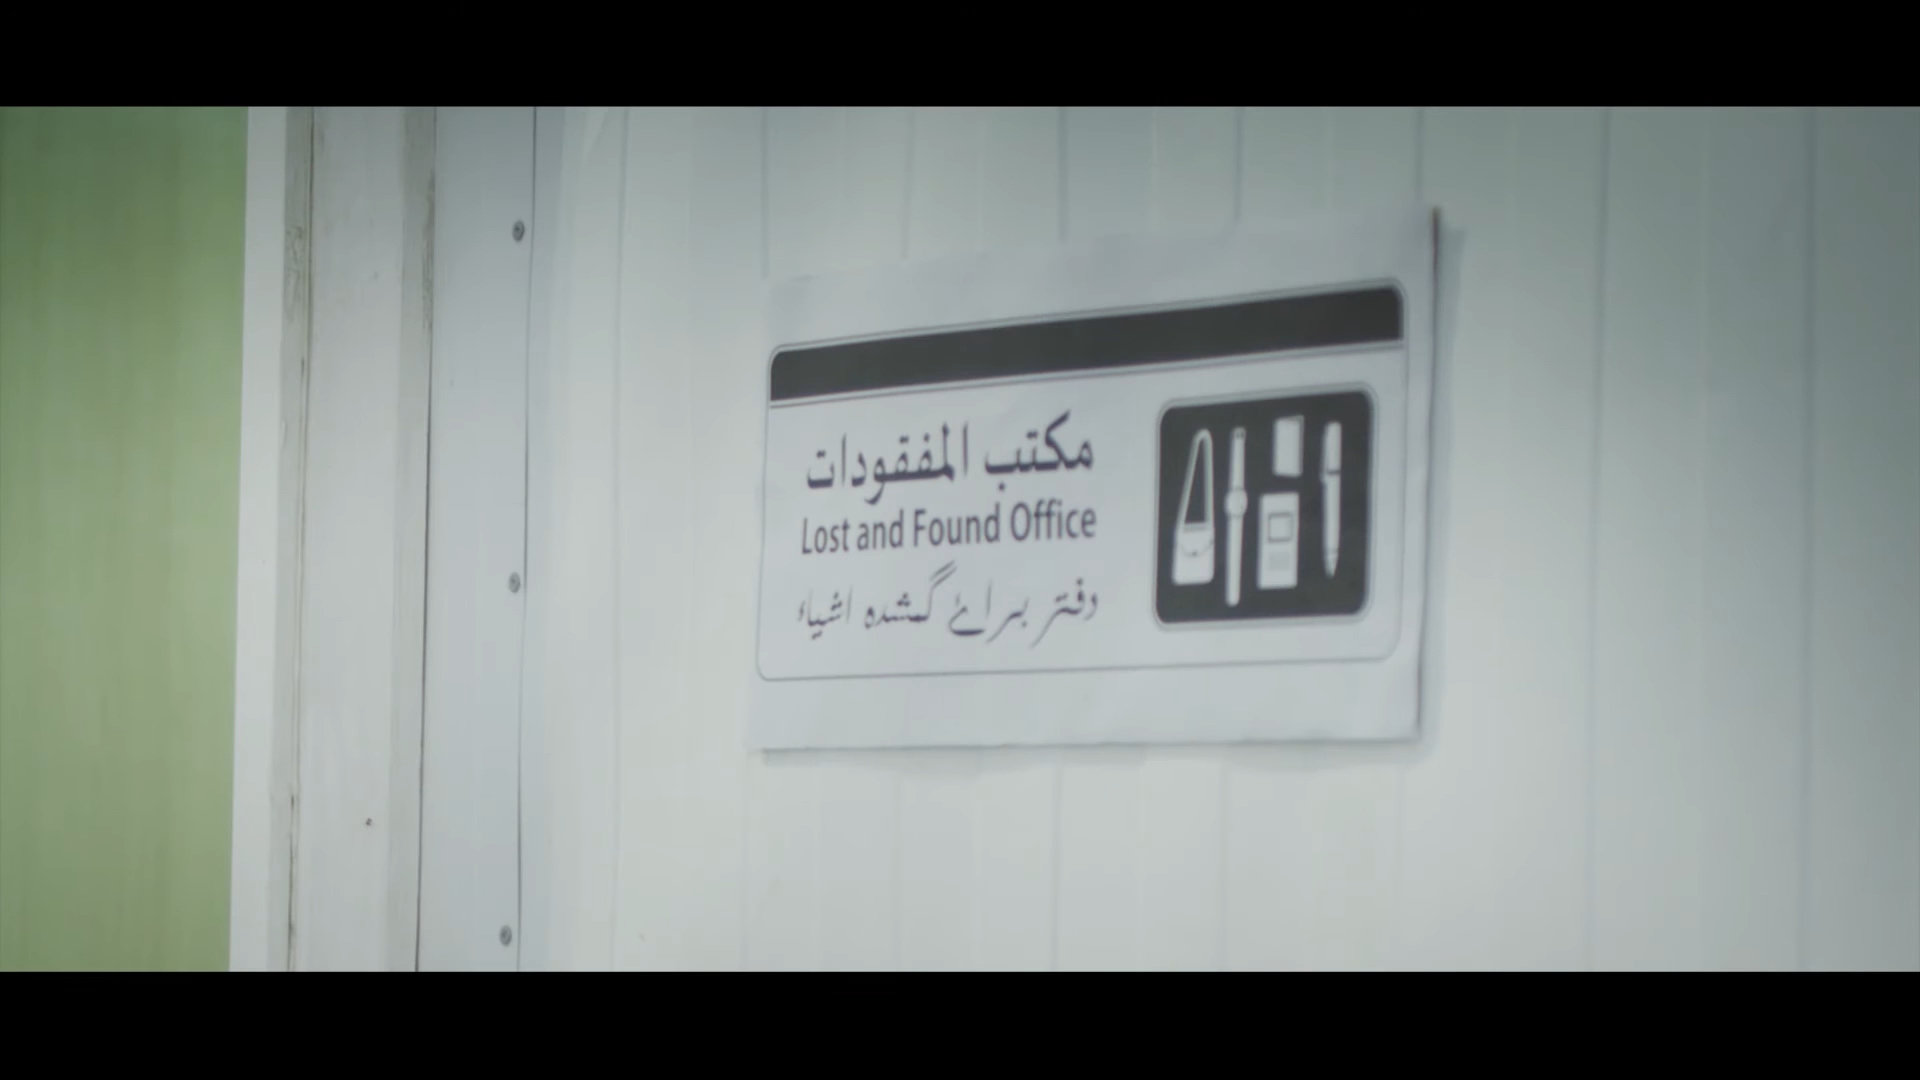 مكتب المفقودات
Lost and Found Office
دفتر برائے گمشدہ اشیاء